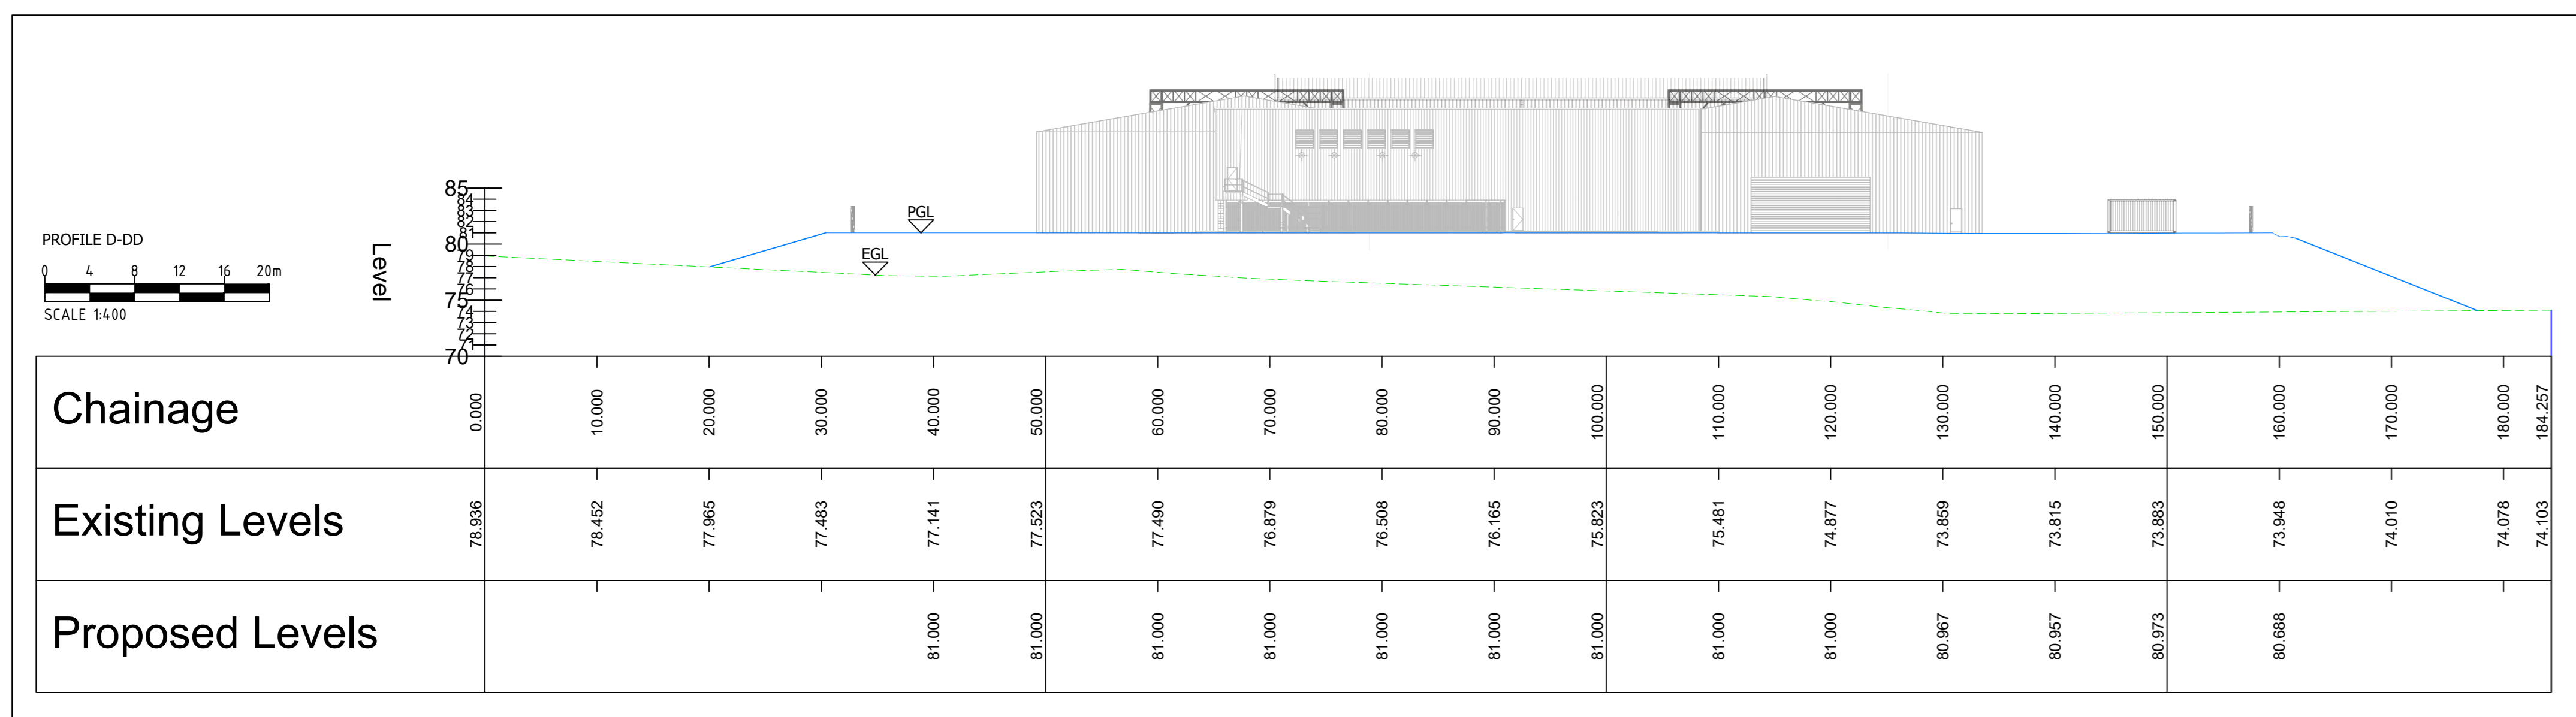 PROFILE D-DD
0 4 8 12 16 20m
SCALE 1:400
Level
85
84
83
82
81
80
79
78
77
76
75
74
73
72
71
70
PGL
EGL
Chainage
0.000 10.000 20.000 30.000 40.000 50.000 60.000 70.000 80.000 90.000 100.000 110.000 120.000 130.000 140.000 150.000 160.000 170.000 180.000 184.257
Existing Levels
78.936 78.452 77.965 77.483 77.141 77.523 77.490 76.879 76.508 76.165 75.823 75.481 74.877 73.859 73.815 73.883 73.948 74.010 74.078 74.103
Proposed Levels
81.000 81.000 81.000 81.000 81.000 81.000 81.000 81.000 81.000 80.967 80.957 80.973 80.688